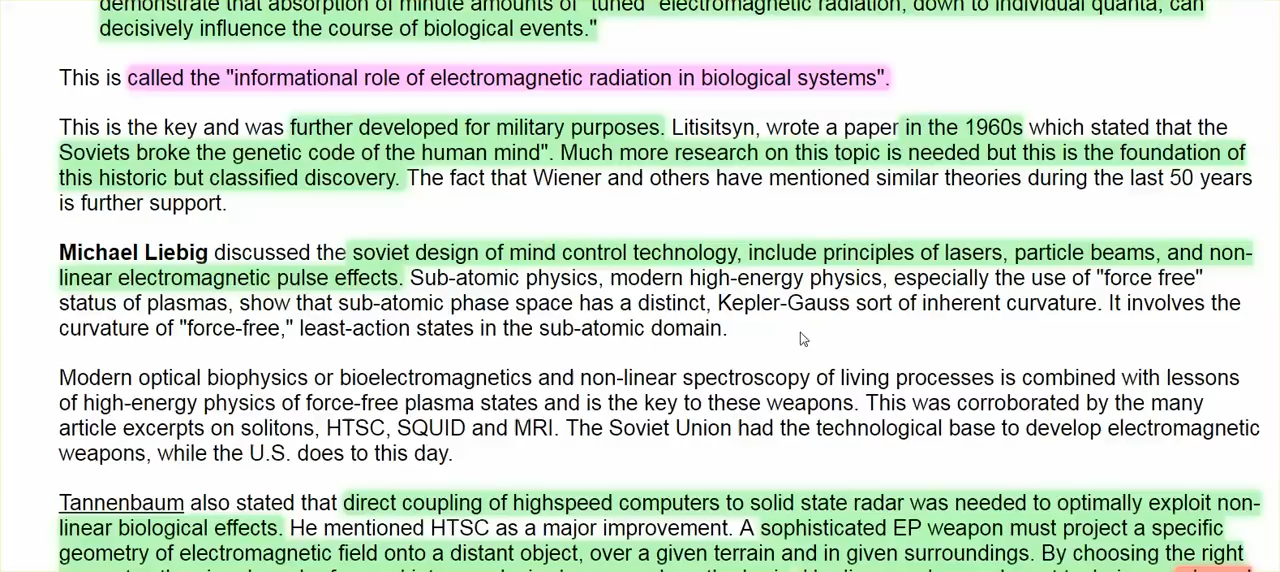 demonstrate that absorption of minute amounts of "tuned" electromagnetic radiation, down to individual quanta, can
decisively influence the course of biological events."
This is called the "informational role of electromagnetic radiation in biological systems".
This is the key and was further developed for military purposes. Litisitsyn, wrote a paper in the 1960s which stated that the
Soviets broke the genetic code of the human mind". Much more research on this topic is needed but this is the foundation of
this historic but classified discovery. The fact that Wiener and others have mentioned similar theories during the last 50 years
is further support.
Michael Liebig discussed the soviet design of mind control technology, include principles of lasers, particle beams, and non-
linear electromagnetic pulse effects. Sub-atomic physics, modern high-energy physics, especially the use of "force free"
status of plasmas, show that sub-atomic phase space has a distinct, Kepler-Gauss sort of inherent curvature. It involves the
curvature of "force-free," least-action states in the sub-atomic domain.
Modern optical biophysics or bioelectromagnetics and non-linear spectroscopy of living processes is combined with lessons
of high-energy physics of force-free plasma states and is the key to these weapons. This was corroborated by the many
article excerpts on solitons, HTSC, SQUID and MRI. The Soviet Union had the technological base to develop electromagnetic
weapons, while the U.S. does to this day.
Tannenbaum also stated that direct coupling of highspeed computers to solid state radar was needed to optimally exploit non-
linear biological effects. He mentioned HTSC as a major improvement. A sophisticated EP weapon must project a specific
geometry of electromagnetic field onto a distant object, over a given terrain and in given surroundings. By choosing the right